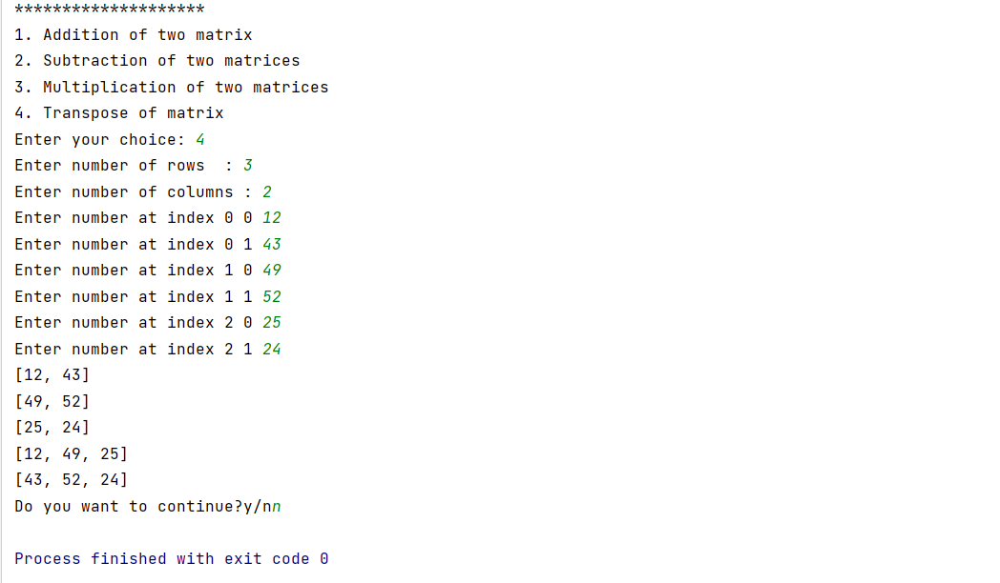 ********************
1. Addition of two matrix
2. Subtraction of two matrices
3. Multiplication of two matrices
4. Transpose of matrix
Enter your choice: 4
Enter number of rows  : 3
Enter number of columns : 2
Enter number at index 0 0 12
Enter number at index 0 1 43
Enter number at index 1 0 49
Enter number at index 1 1 52
Enter number at index 2 0 25
Enter number at index 2 1 24
[12, 43]
[49, 52]
[25, 24]
[12, 49, 25]
[43, 52, 24]
Do you want to continue?y/nn
Process finished with exit code 0